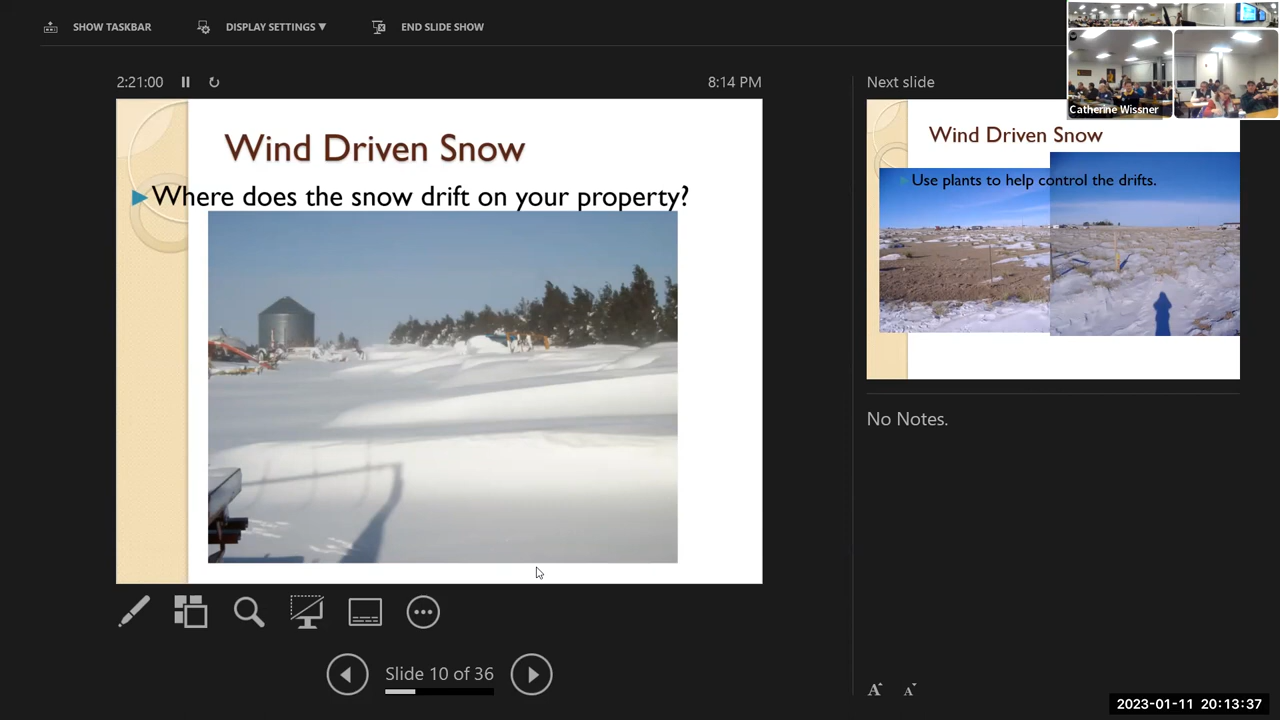 SHOW TASKBAR
DISPLAY SETTINGS ▼
END SLIDE SHOW
2:21:00
8:14 PM
Next slide
Catherine Wissner
Wind Driven Snow
Where does the snow drift on your property?
Wind Driven Snow
Use plants to help control the drifts.
No Notes.
Slide 10 of 36
A A
2023-01-11 20:13:37